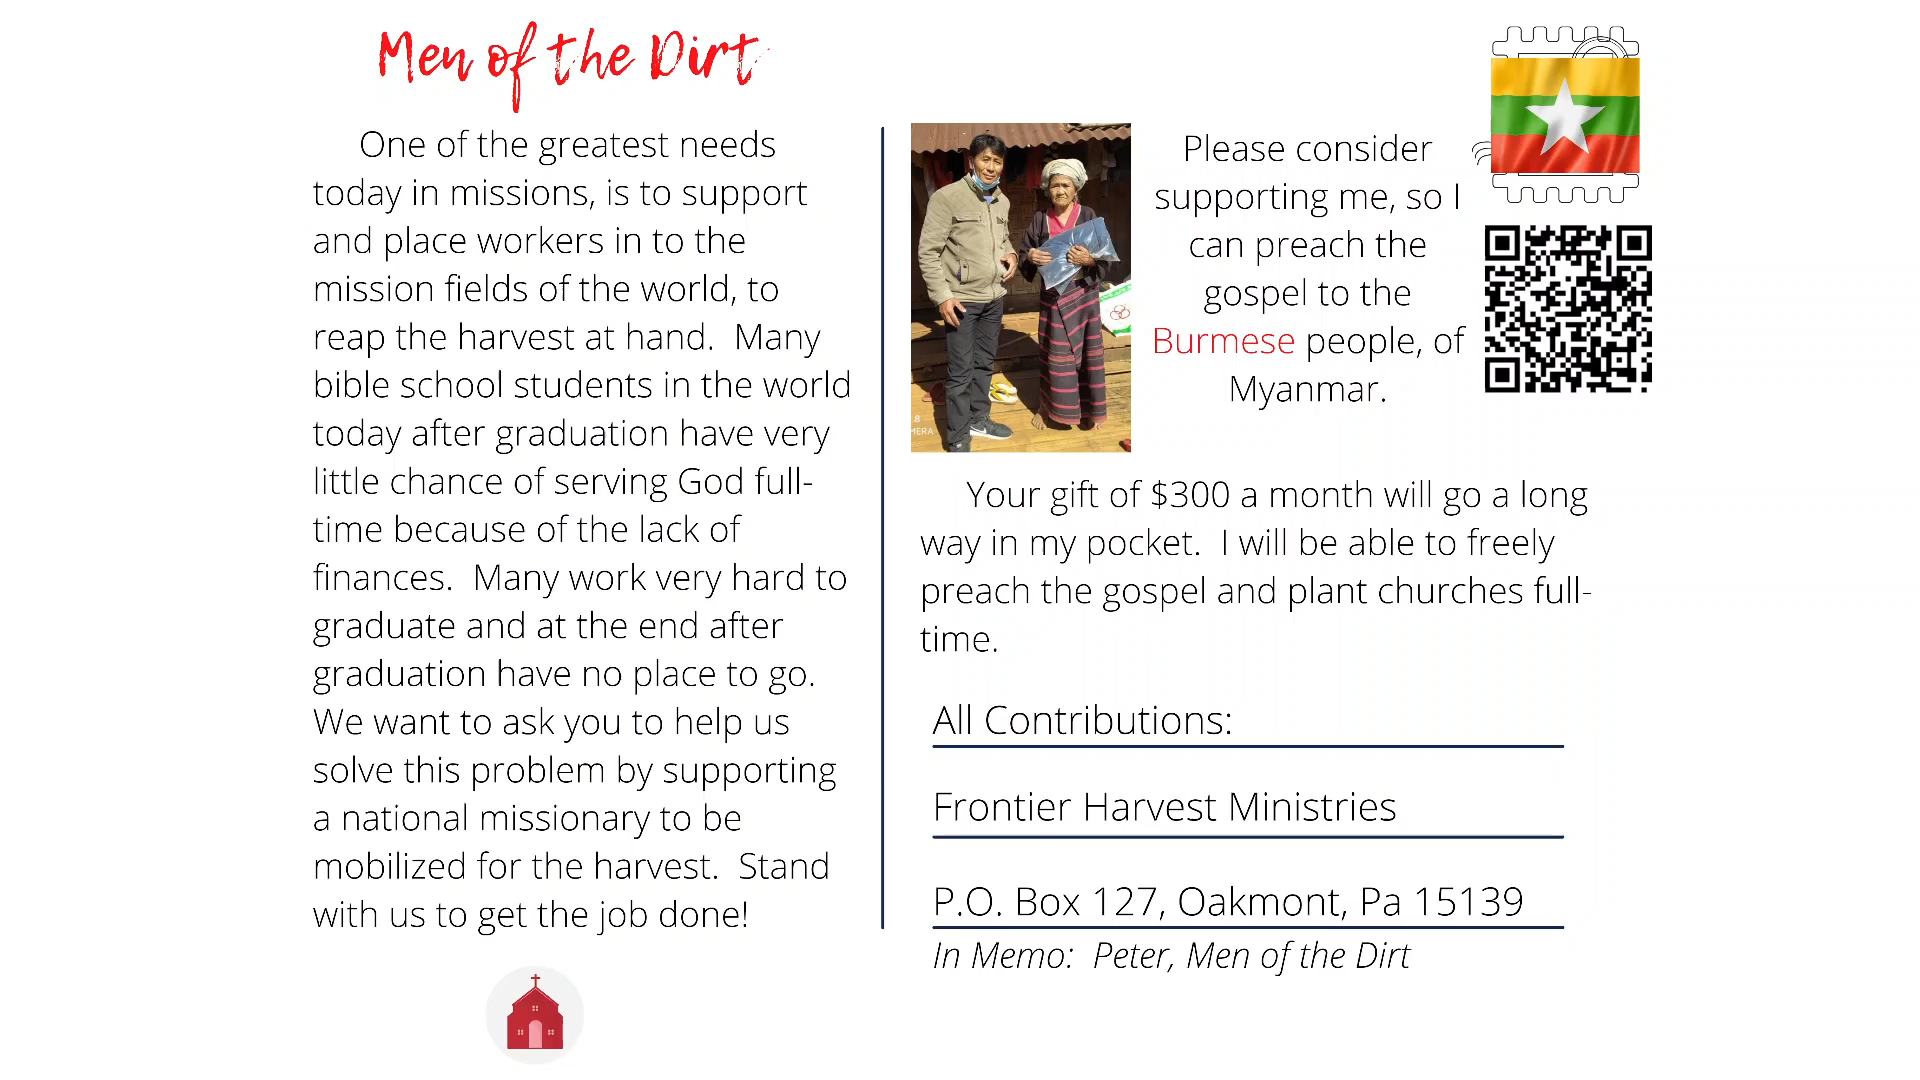 Men of the Dirt
One of the greatest needs
today in missions, is to support
and place workers in to the
mission fields of the world, to
reap the harvest at hand.  Many
bible school students in the world
today after graduation have very
little chance of serving God full-
time because of the lack of
finances.  Many work very hard to
graduate and at the end after
graduation have no place to go.
We want to ask you to help us
solve this problem by supporting
a national missionary to be
mobilized for the harvest.  Stand
with us to get the job done!
Please consider
supporting me, so I
can preach the
gospel to the
Burmese people, of
Myanmar.
8
MERA
Your gift of $300 a month will go a long
way in my pocket.  I will be able to freely
preach the gospel and plant churches full-
time.
All Contributions:
Frontier Harvest Ministries
P.O. Box 127, Oakmont, Pa 15139
In Memo:  Peter, Men of the Dirt